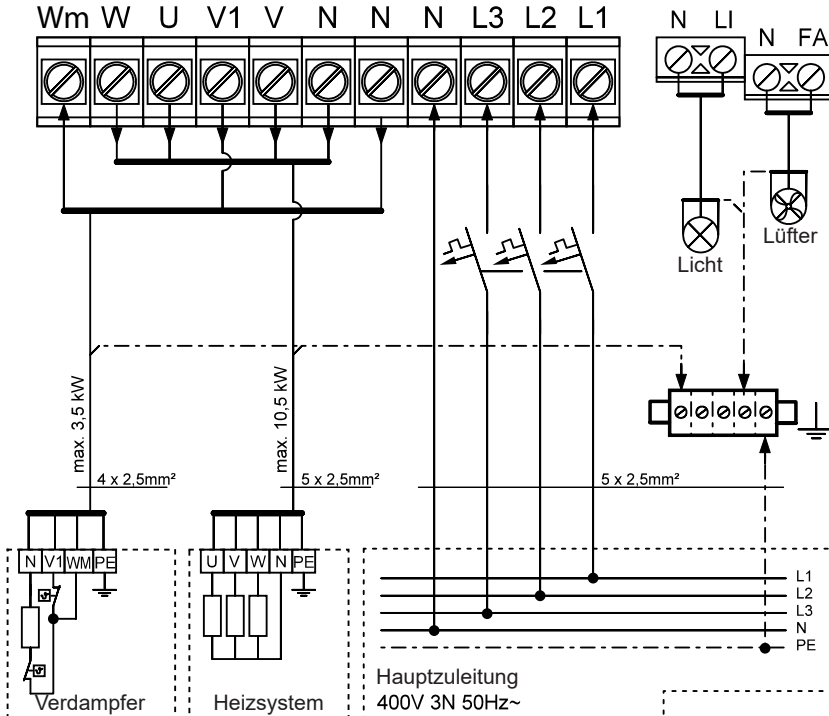 Wm W U V1 V N N N L3 L2 L1
N LI
N FA
Licht
Lüfter
max. 3,5 kW
max. 10,5 kW
4 x 2,5mm²
5 x 2,5mm²
5 x 2,5mm²
N V1 WM PE
U V W N PE
L1
L2
L3
N
PE
Verdampfer
Heizsystem
Hauptzuleitung
400V 3N 50Hz~